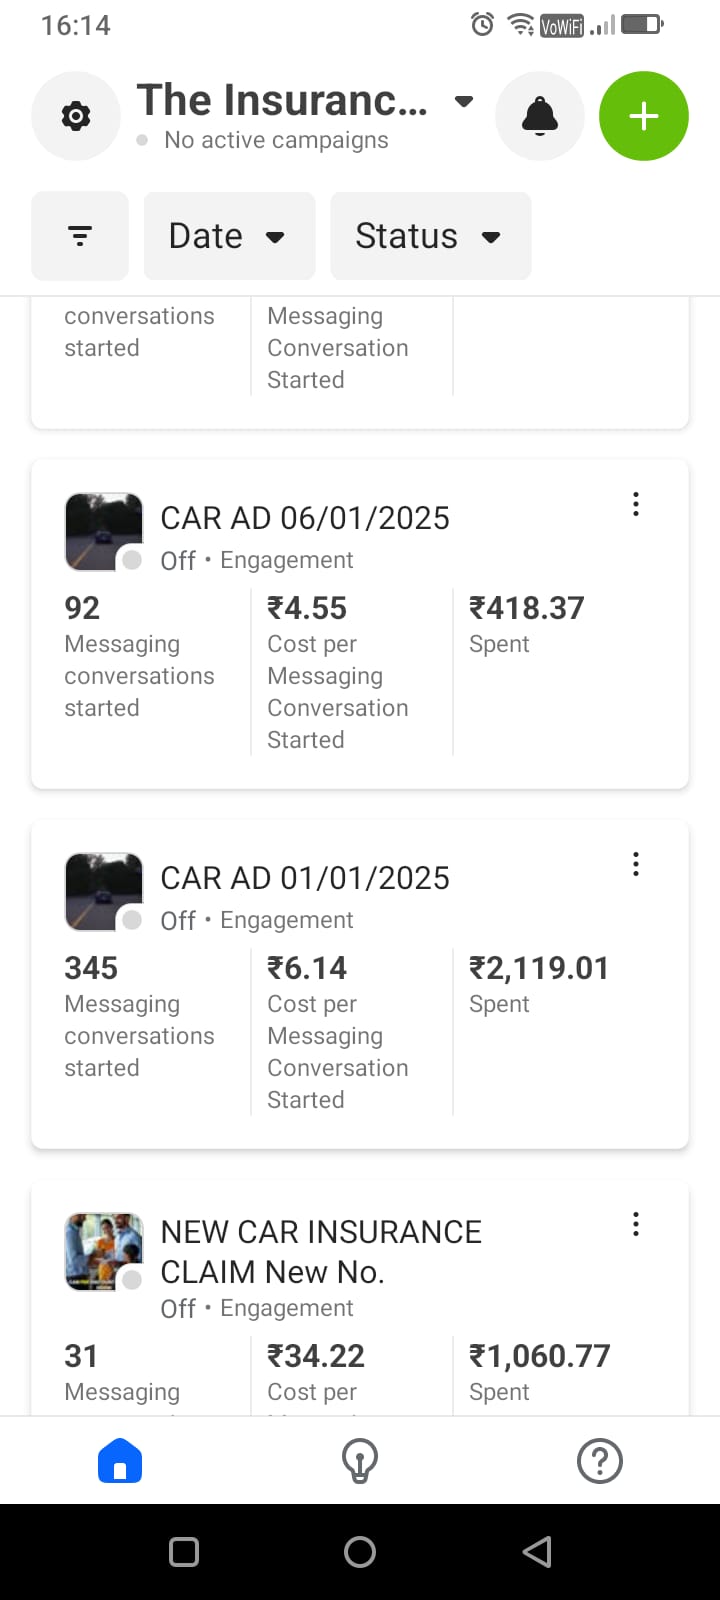 16:14
VoWiFi
The Insuranc...
No active campaigns
Date
Status
conversations
started
Messaging
Conversation
Started
CAR AD 06/01/2025
Off • Engagement
92
Messaging
conversations
started
₹4.55
Cost per
Messaging
Conversation
Started
₹418.37
Spent
CAR AD 01/01/2025
Off • Engagement
345
Messaging
conversations
started
₹6.14
Cost per
Messaging
Conversation
Started
₹2,119.01
Spent
NEW CAR INSURANCE
CLAIM New No.
Off • Engagement
31
Messaging
₹34.22
Cost per
₹1,060.77
Spent